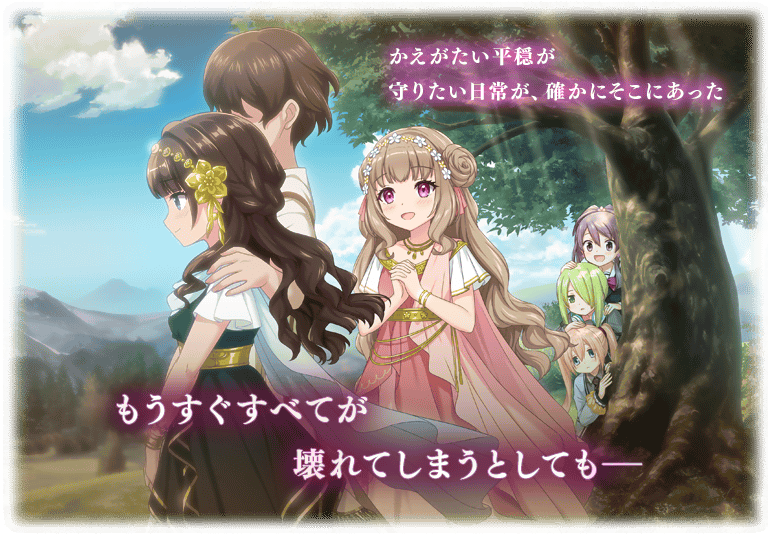 かえがたい平穏が
守りたい日常が、確かにそこにあった
もうすぐすべてが
壊れてしまうとしても──